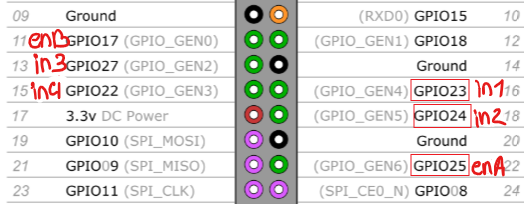 09 Ground (RXD0) GPIO15 10
11 enB GPIO17 (GPIO_GEN0) (GPIO_GEN1) GPIO18 12
13 in3 GPIO27 (GPIO_GEN2) Ground 14
15 in4 GPIO22 (GPIO_GEN3) (GPIO_GEN4) GPIO23 in1 16
17 3.3v DC Power (GPIO_GEN5) GPIO24 in2 18
19 GPIO10 (SPI_MOSI) Ground 20
21 GPIO09 (SPI_MISO) (GPIO_GEN6) GPIO25 enA 22
23 GPIO11 (SPI_CLK) (SPI_CE0_N) GPIO08 24